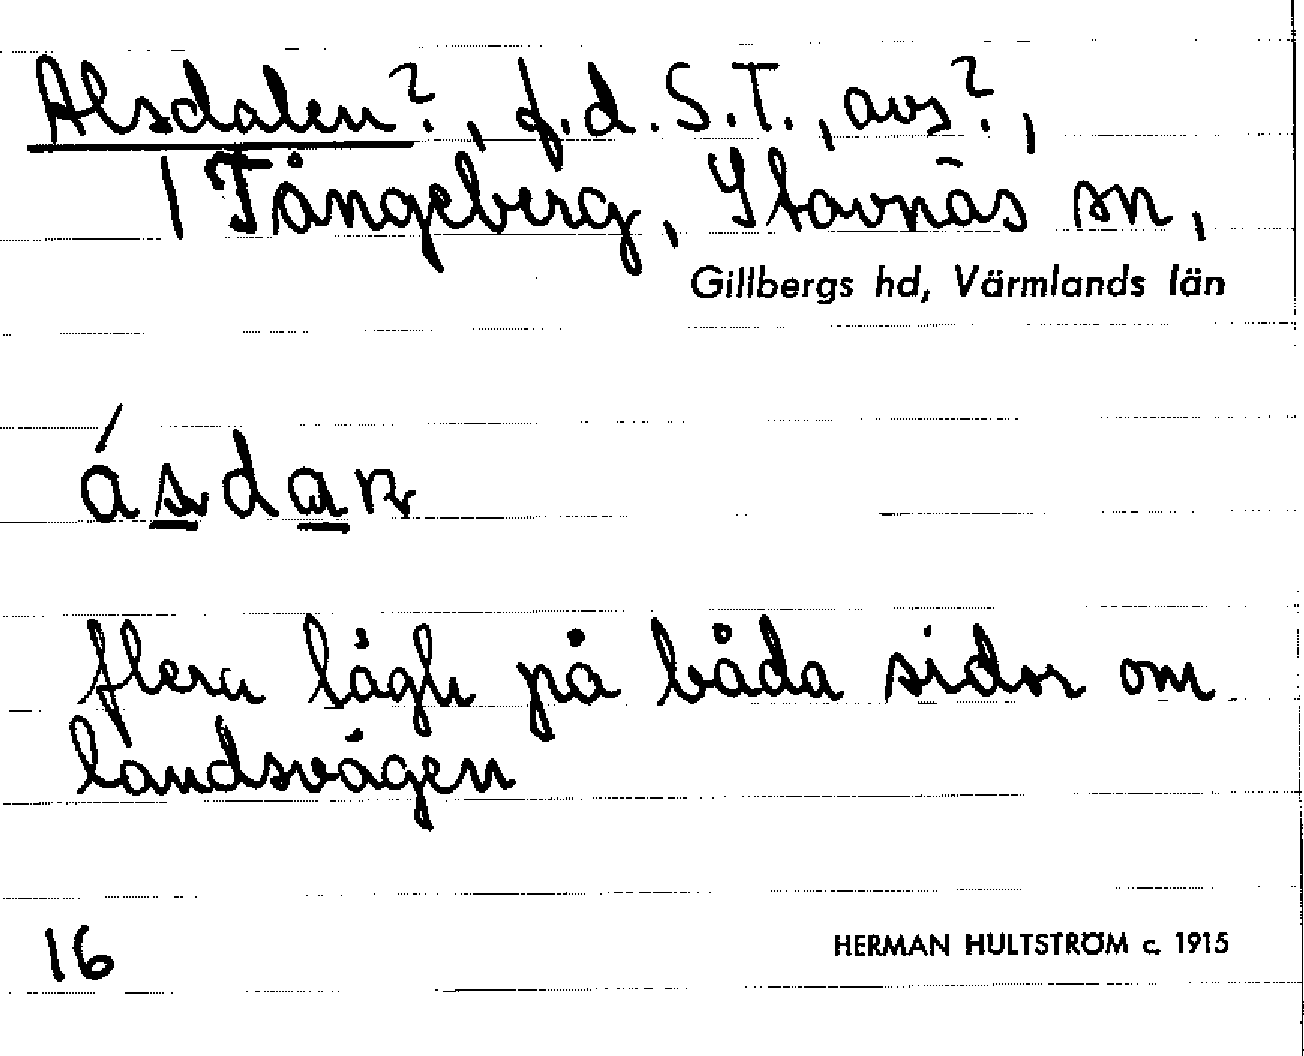 Alsdalen?, f.d. S.T., avs?,
/ Tångeberg, Stavnäs sn,
Gillbergs hd, Värmlands län
ásdan
flera lägh på båda sidor om
landsvägen
16
HERMAN HULTSTRÖM c. 1915